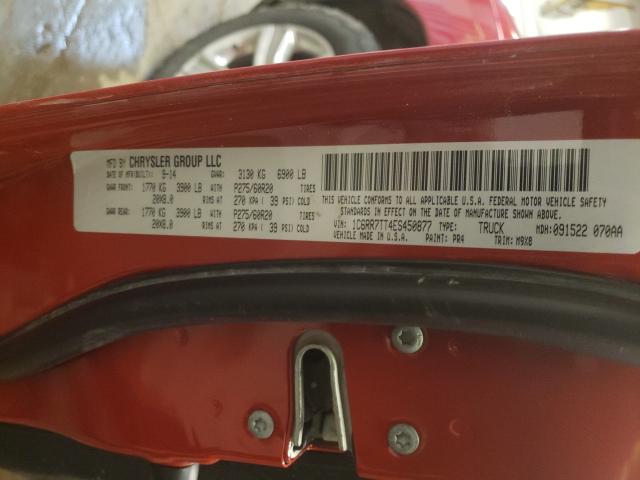 MFD BY CHRYSLER GROUP LLC
DATE OF MFR(BUILT): 9-14 GVWR: 3130 KG 6900 LB
GAWR FRONT: 1770 KG 3900 LB P275/60R20 TIRES
20X8.0 AT 270 KPA ( 39 PSI) COLD
GAWR REAR: 1770 KG 3900 LB P275/60R20 TIRES
20X8.0 AT 270 KPA ( 39 PSI) COLD
THIS VEHICLE CONFORMS TO ALL APPLICABLE U.S.A. FEDERAL MOTOR VEHICLE SAFETY
STANDARDS IN EFFECT ON THE DATE OF MANUFACTURE SHOWN ABOVE.
VIN: 1C6RR7TT4ES450877 TYPE: TRUCK MDH: 091522 070AA
VEHICLE MADE IN U.S.A. PAINT: PR4 TRIM: M9X8